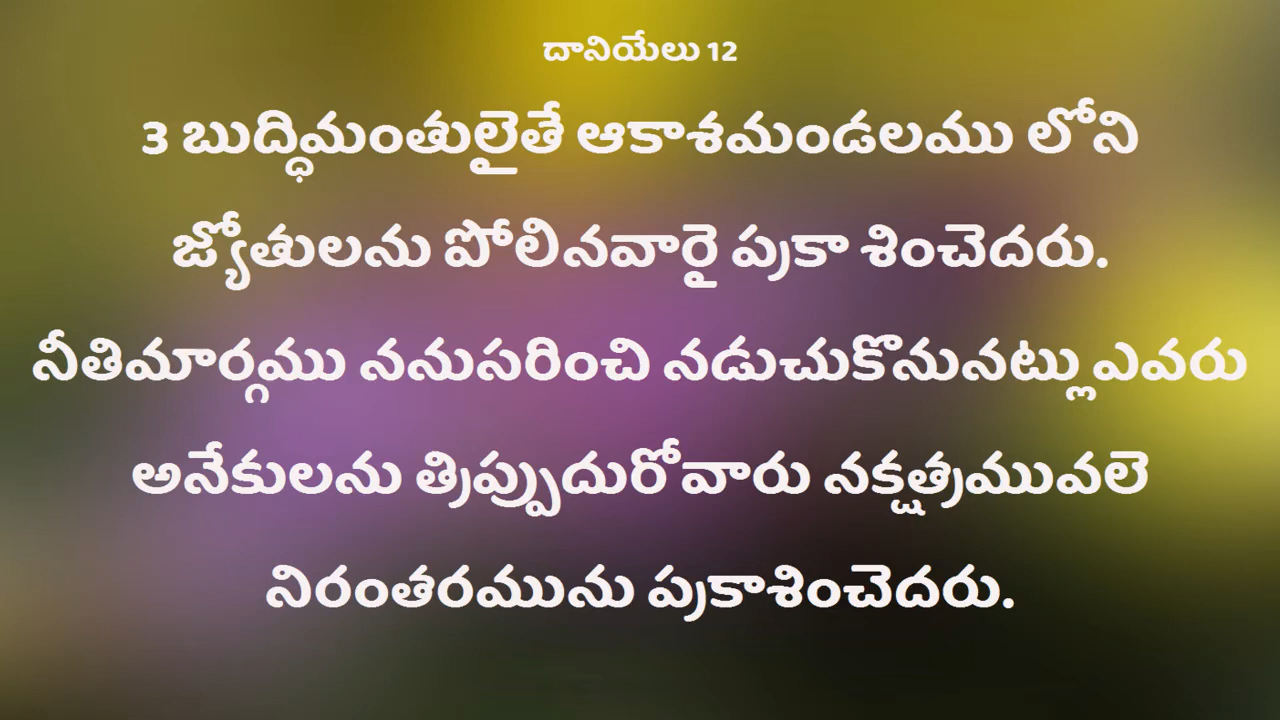 దానియేలు 12
3 బుద్ధిమంతులైతే ఆకాశమండలము లోని
జ్యోతులను పోలినవారై ప్రకా శించెదరు.
నీతిమార్గము ననుసరించి నడుచుకొనునట్లుఎవరు
అనేకులను త్రిప్పుదురోవారు నక్షత్రమువలె
నిరంతరమును ప్రకాశించెదరు.